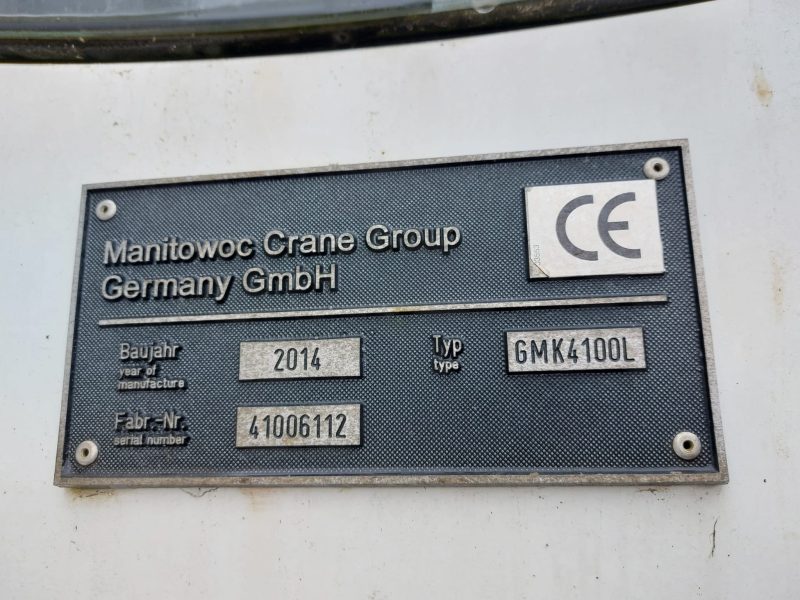 Manitowoc Crane Group
Germany GmbH
CE
Baujahr
year of
manufacture
2014
Typ
type
GMK4100L
Fabr.-Nr.
serial number
41006112